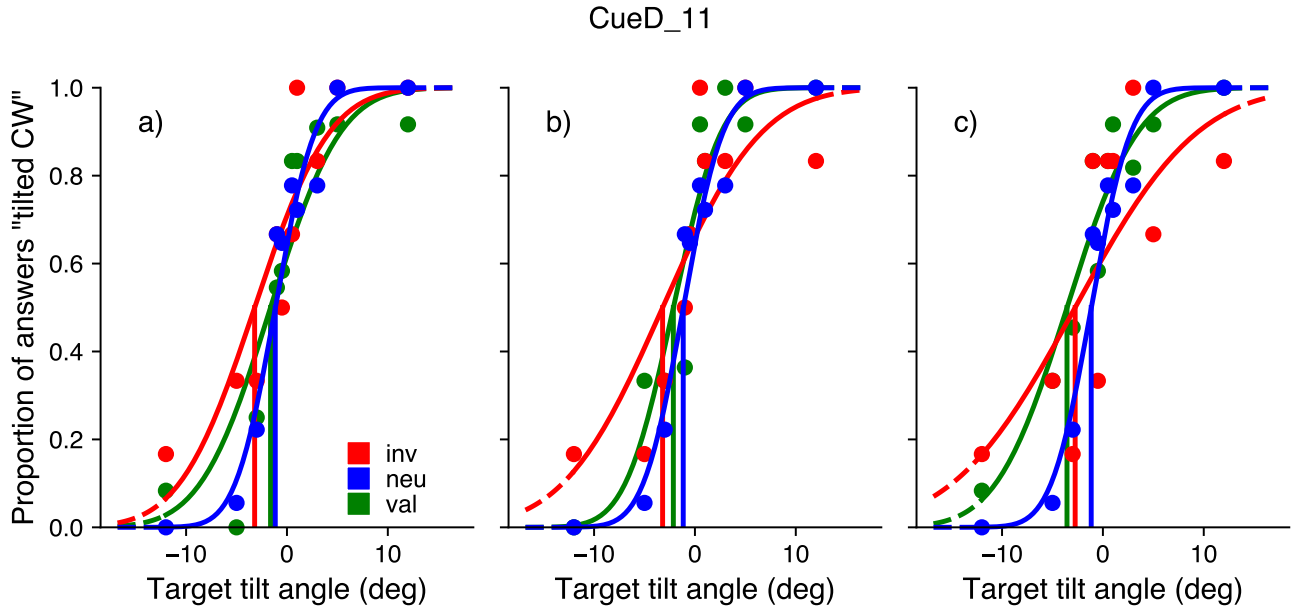 CueD_11
Proportion of answers "tilted CW"
1.0
0.8
0.6
0.4
0.2
0.0
a)
inv
neu
val
−10
0
10
Target tilt angle (deg)
b)
−10
0
10
Target tilt angle (deg)
c)
−10
0
10
Target tilt angle (deg)